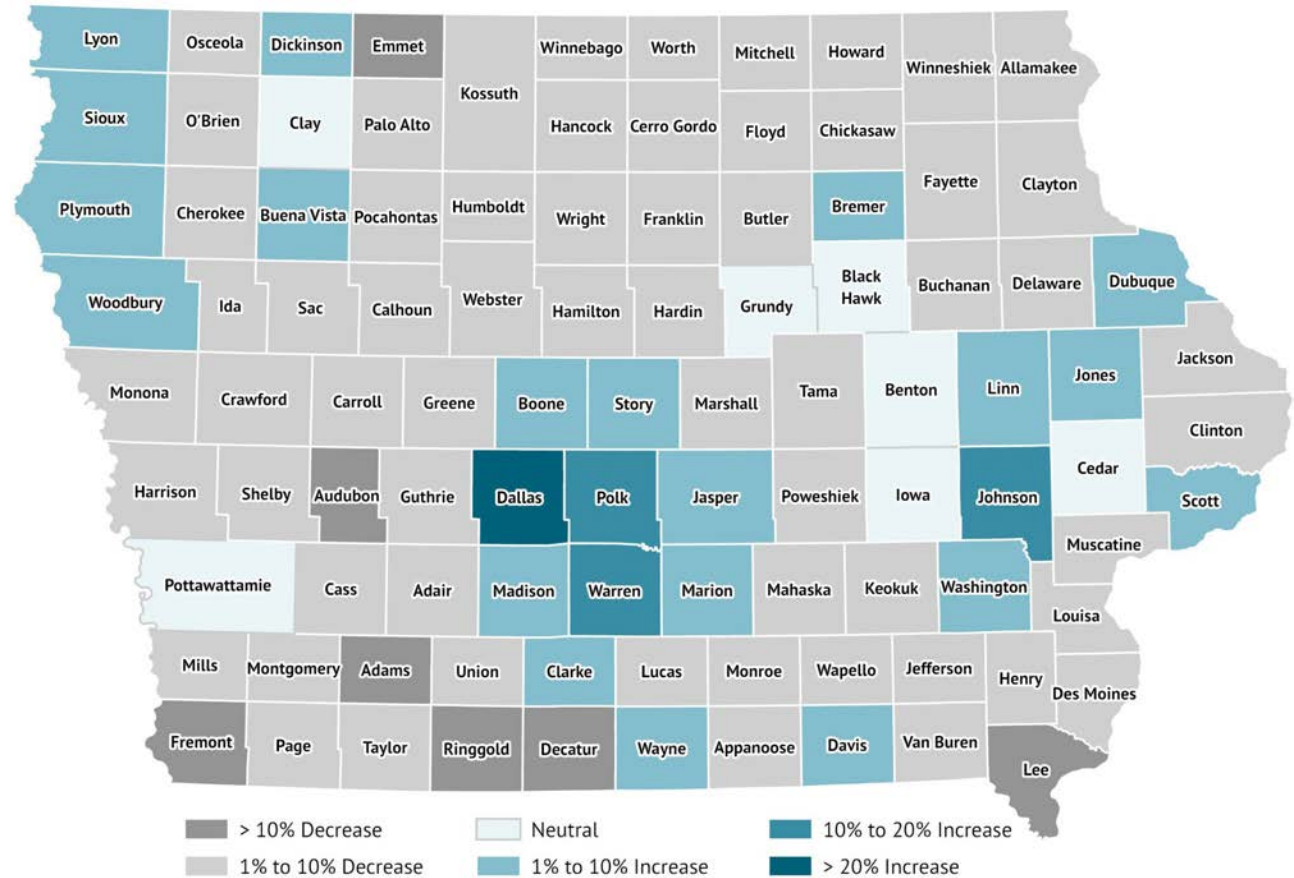 Lyon
Osceola
Dickinson
Emmet
Kossuth
Winnebago
Worth
Mitchell
Howard
Winneshiek
Allamakee
Sioux
O'Brien
Clay
Palo Alto
Hancock
Cerro Gordo
Floyd
Chickasaw
Fayette
Clayton
Plymouth
Cherokee
Buena Vista
Pocahontas
Humboldt
Wright
Franklin
Butler
Bremer
Woodbury
Ida
Sac
Calhoun
Webster
Hamilton
Hardin
Grundy
Black
Hawk
Buchanan
Delaware
Dubuque
Monona
Crawford
Carroll
Greene
Boone
Story
Marshall
Tama
Benton
Linn
Jones
Jackson
Clinton
Harrison
Shelby
Audubon
Guthrie
Dallas
Polk
Jasper
Poweshiek
Iowa
Johnson
Cedar
Scott
Muscatine
Pottawattamie
Cass
Adair
Madison
Warren
Marion
Mahaska
Keokuk
Washington
Louisa
Mills
Montgomery
Adams
Union
Clarke
Lucas
Monroe
Wapello
Jefferson
Henry
Des Moines
Fremont
Page
Taylor
Ringgold
Decatur
Wayne
Appanoose
Davis
Van Buren
Lee
> 10% Decrease
1% to 10% Decrease
Neutral
1% to 10% Increase
10% to 20% Increase
> 20% Increase